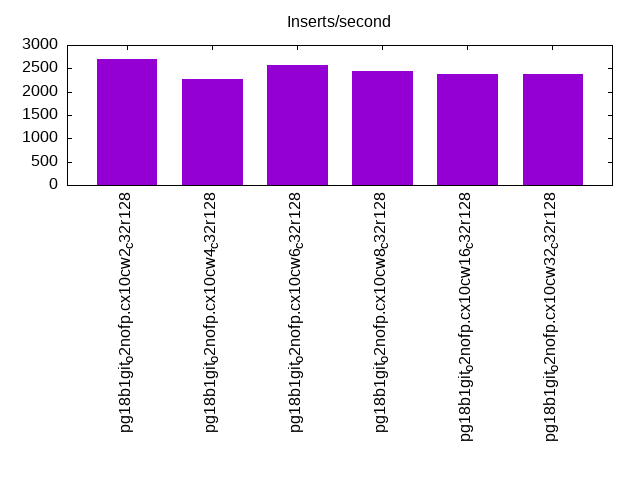 Inserts/second
3000
2500
2000
1500
1000
500
0
pg18b1git_o2nofp.cx10cw2_c32r128
pg18b1git_o2nofp.cx10cw4_c32r128
pg18b1git_o2nofp.cx10cw6_c32r128
pg18b1git_o2nofp.cx10cw8_c32r128
pg18b1git_o2nofp.cx10cw16_c32r128
pg18b1git_o2nofp.cx10cw32_c32r128